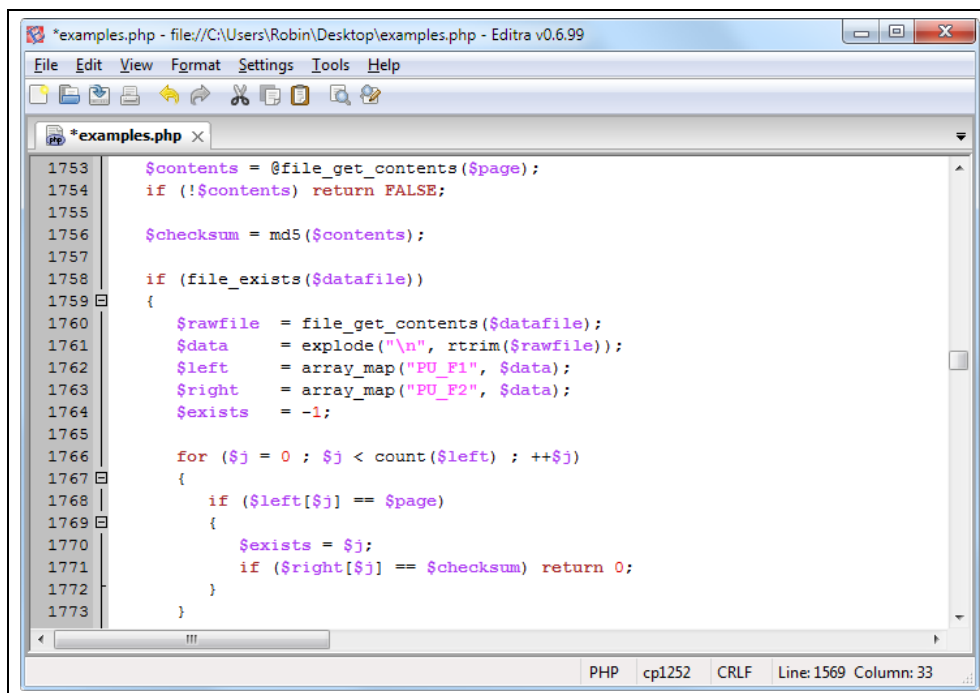 *examples.php - file://C:\Users\Robin\Desktop\examples.php - Editra v0.6.99
File Edit View Format Settings Tools Help
*examples.php
1753 $contents = @file_get_contents($page);
1754 if (!$contents) return FALSE;
1755
1756 $checksum = md5($contents);
1757
1758 if (file_exists($datafile))
1759 {
1760 $rawfile  = file_get_contents($datafile);
1761 $data     = explode("\n", rtrim($rawfile));
1762 $left     = array_map("PU_F1", $data);
1763 $right    = array_map("PU_F2", $data);
1764 $exists   = -1;
1765
1766 for ($j = 0 ; $j < count($left) ; ++$j)
1767 {
1768 if ($left[$j] == $page)
1769 {
1770 $exists = $j;
1771 if ($right[$j] == $checksum) return 0;
1772 }
1773 }
PHP cp1252 CRLF Line: 1569 Column: 33